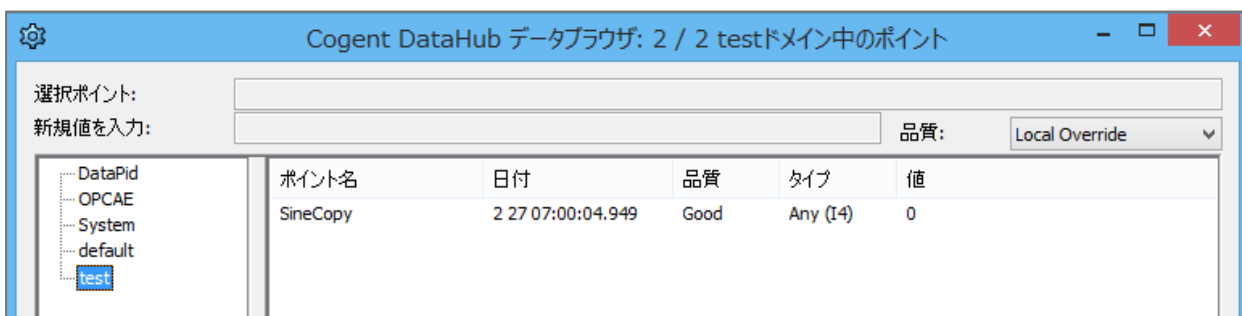 Cogent DataHub データブラウザ: 2 / 2 testドメイン中のポイント
選択ポイント:
新規値を入力: 品質: Local Override
DataPid
OPCAE
System
default
test
ポイント名 日付 品質 タイプ 値
SineCopy 2 27 07:00:04.949 Good Any (I4) 0